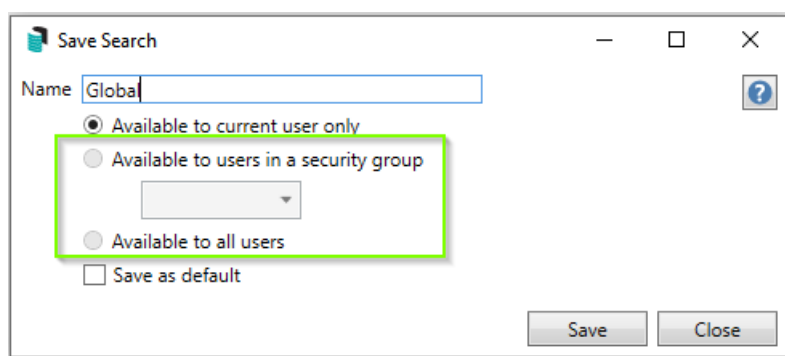 Save Search
Name Global
Available to current user only
Available to users in a security group
Available to all users
Save as default
Save Close